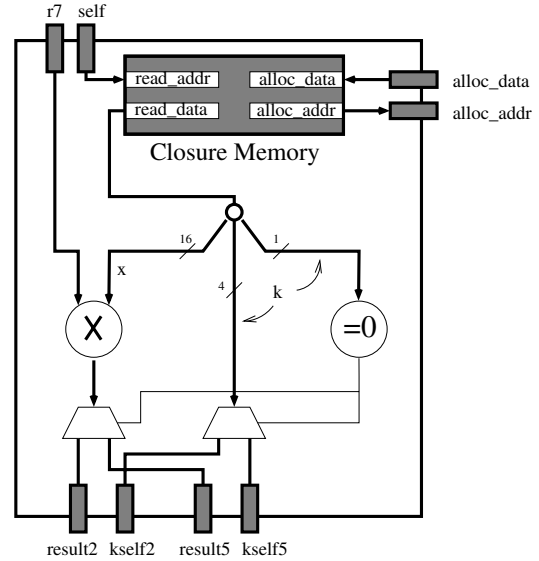 r7 self
read_addr alloc_data
alloc_data
read_data alloc_addr
alloc_addr
Closure Memory
16 1
x
4 k
X =0
result2 kself2 result5 kself5